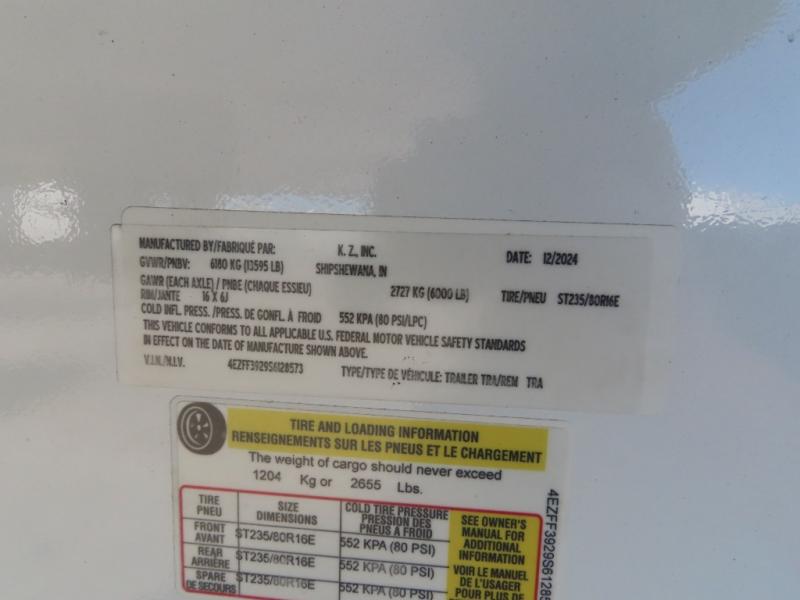 MANUFACTURED BY/FABRIQUÉ PAR: K. Z., INC. DATE: 12/2024
GVWR/PNBV: 6180 KG (13595 LB) SHIPSHEWANA, IN
GAWR (EACH AXLE) / PNBE (CHAQUE ESSIEU) 2727 KG (6000 LB) TIRE/PNEU ST235/80R16E
RIM/JANTE 16 X 6J
COLD INFL. PRESS. /PRESS. DE GONFL. À FROID 552 KPA (80 PSI/LPC)
THIS VEHICLE CONFORMS TO ALL APPLICABLE U.S. FEDERAL MOTOR VEHICLE SAFETY STANDARDS
IN EFFECT ON THE DATE OF MANUFACTURE SHOWN ABOVE.
V.I.N./N.I.V. 4EZFF3929S6128573 TYPE/TYPE DE VÉHICULE: TRAILER TRA/REM TRA
TIRE AND LOADING INFORMATION
RENSEIGNEMENTS SUR LES PNEUS ET LE CHARGEMENT
The weight of cargo should never exceed
1204 Kg or 2655 Lbs.
TIRE
PNEU
SIZE
DIMENSIONS
COLD TIRE PRESSURE
PRESSION DES
PNEUS À FROID
FRONT
AVANT
ST235/80R16E
552 KPA (80 PSI)
REAR
ARRIÈRE
ST235/80R16E
552 KPA (80 PSI)
SPARE
DE SECOURS
ST235/80R16E
552 KPA (80 PSI)
SEE OWNER'S
MANUAL FOR
ADDITIONAL
INFORMATION
VOIR LE MANUEL
DE L'USAGER
POUR PLUS DE
4EZFF3929S61285